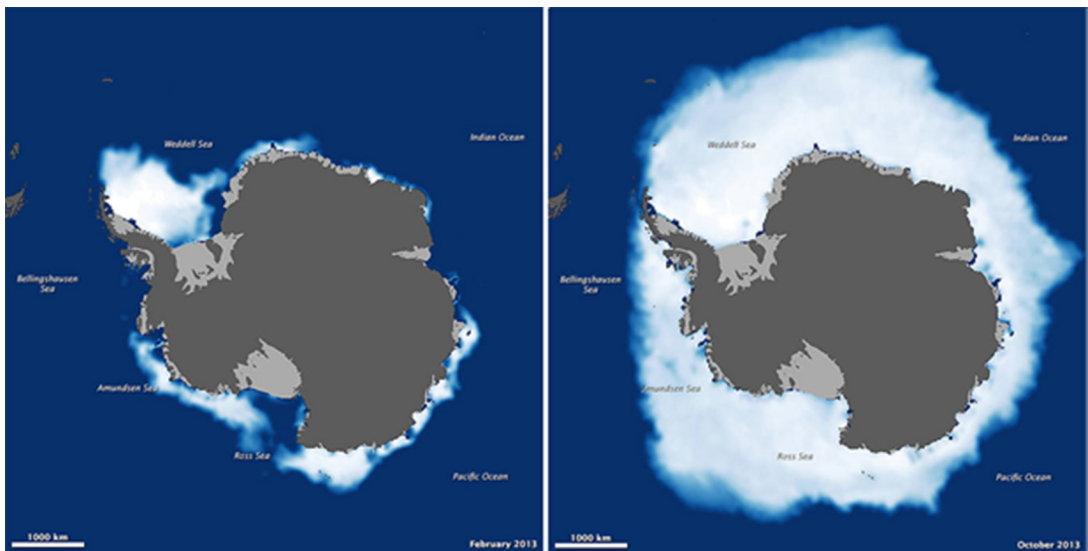 Weddell Sea
Indian Ocean
Bellingshausen
Sea
Amundsen Sea
Ross Sea
Pacific Ocean
1000 km
February 2013
Weddell Sea
Indian Ocean
Bellingshausen
Sea
Amundsen Sea
Ross Sea
Pacific Ocean
1000 km
October 2013